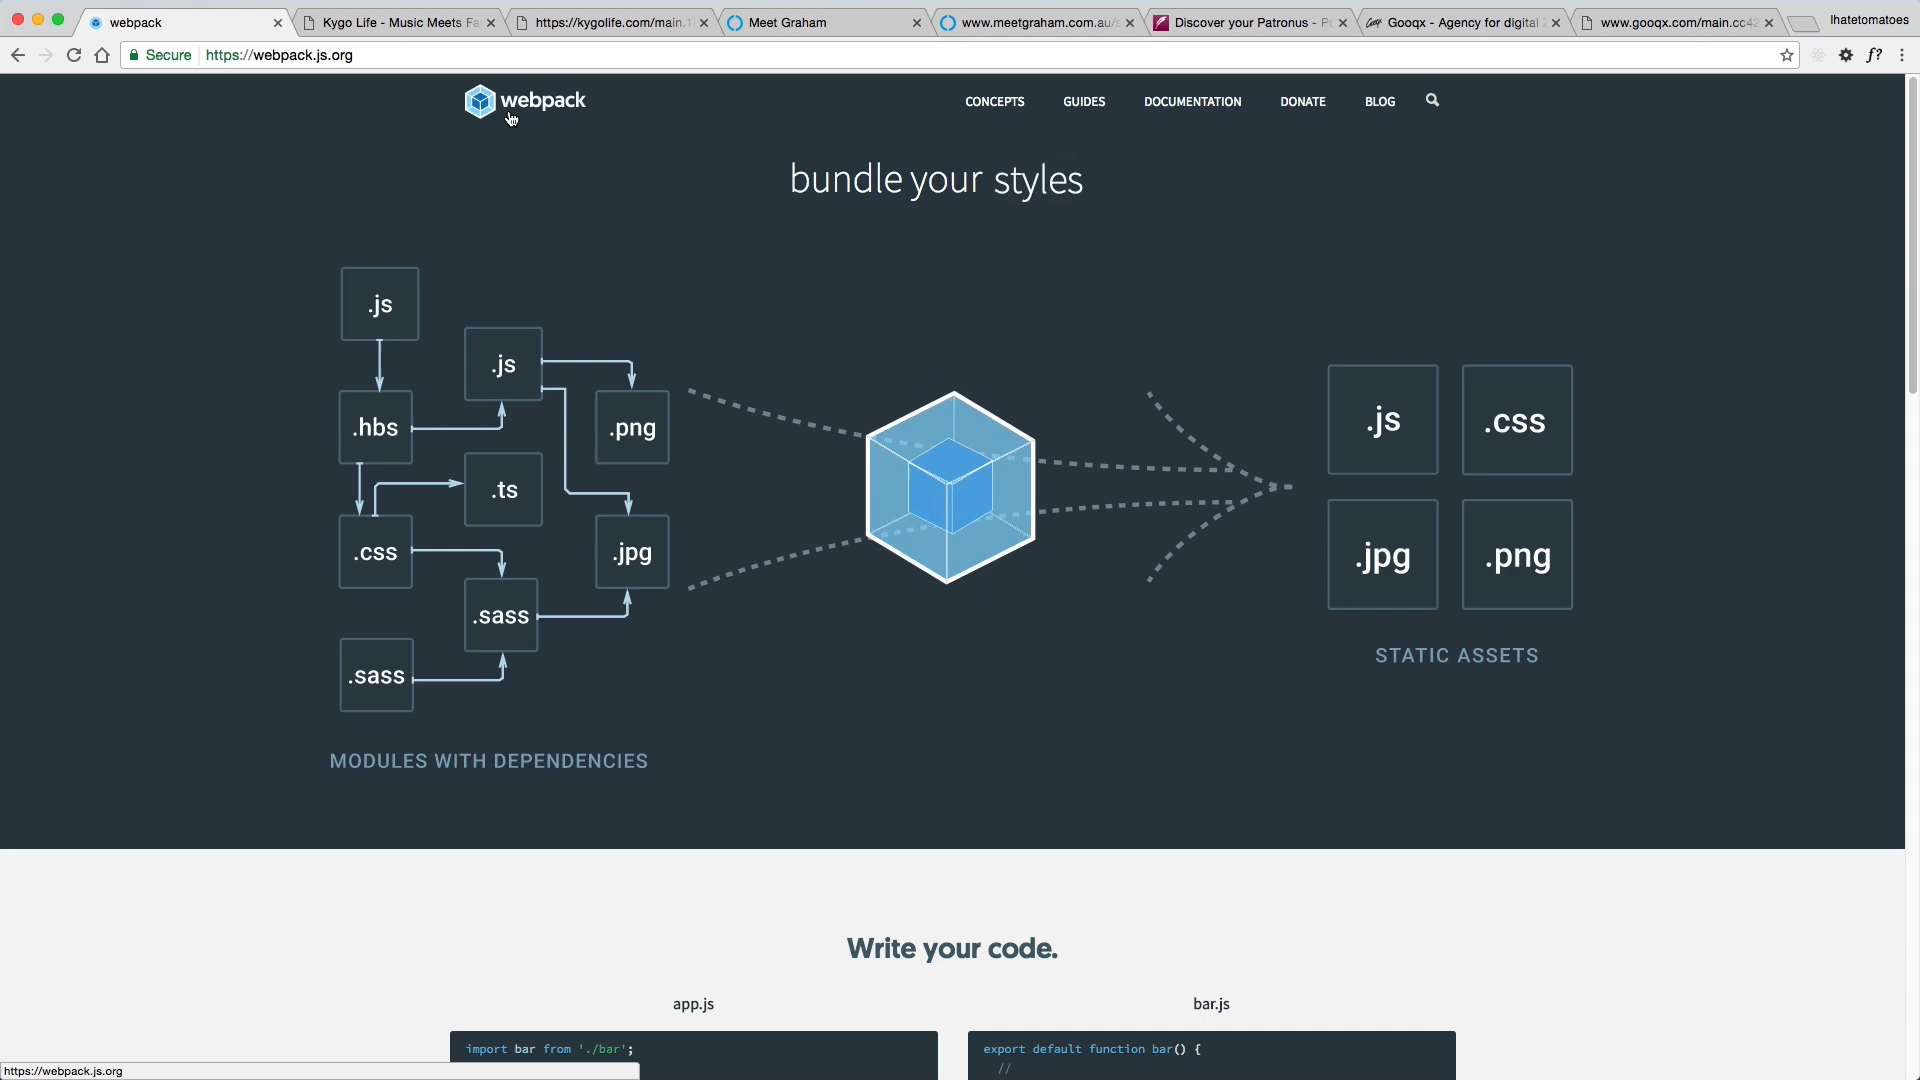 webpack
Kygo Life - Music Meets Fa
https://kygolife.com/main.1
Meet Graham
www.meetgraham.com.au/s
Discover your Patronus - Po
Gooqx - Agency for digital
www.gooqx.com/main.cc42
Ihatetomatoes
Secure
https://webpack.js.org
f?
webpack
CONCEPTS
GUIDES
DOCUMENTATION
DONATE
BLOG
bundle your styles
.js
.js
.hbs
.png
.ts
.css
.jpg
.sass
.sass
MODULES WITH DEPENDENCIES
.js
.css
.jpg
.png
STATIC ASSETS
Write your code.
app.js
bar.js
import bar from './bar';
export default function bar() {
//
https://webpack.js.org